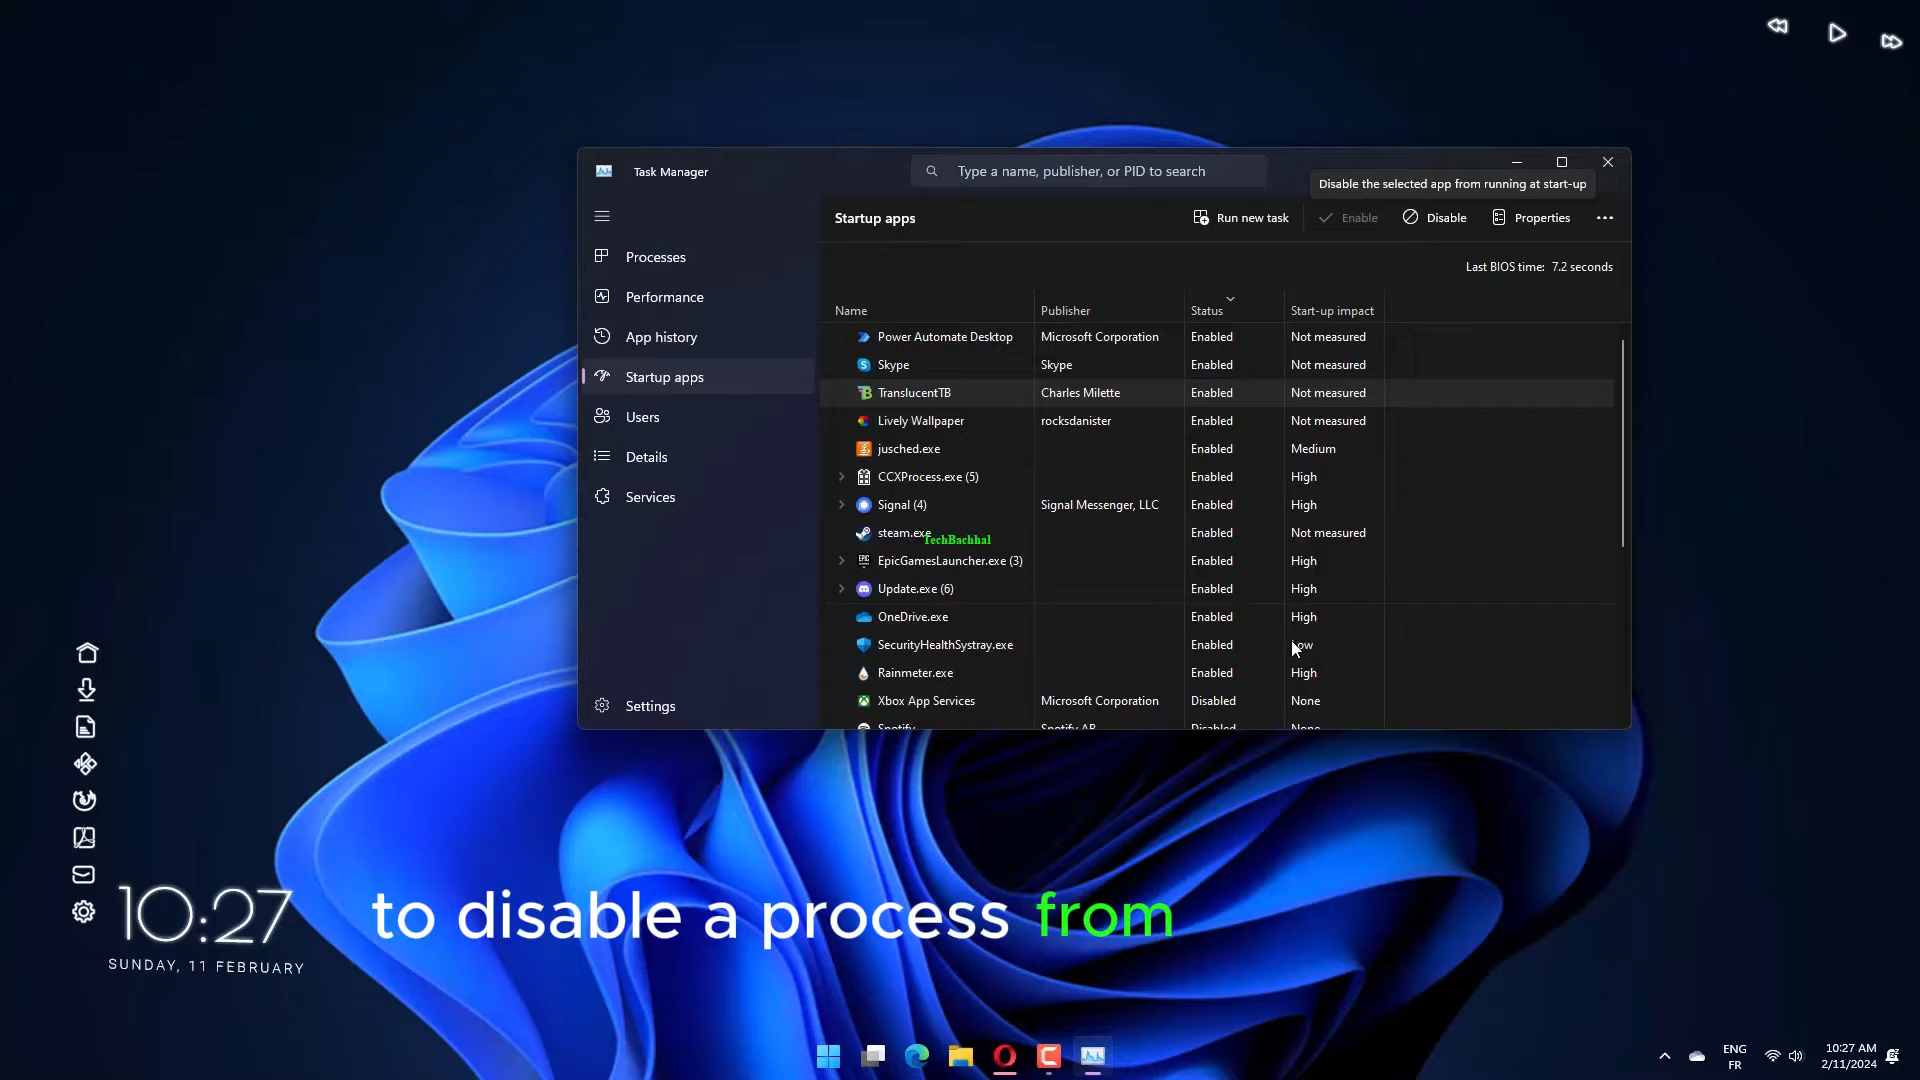 Task Manager
Type a name, publisher, or PID to search
Disable the selected app from running at start-up
Startup apps
Run new task
Enable
Disable
Properties
Last BIOS time: 7.2 seconds
Processes
Performance
App history
Startup apps
Users
Details
Services
Settings
Name Publisher Status Start-up impact
Power Automate Desktop Microsoft Corporation Enabled Not measured
Skype Skype Enabled Not measured
TranslucentTB Charles Milette Enabled Not measured
Lively Wallpaper rocksdanister Enabled Not measured
jusched.exe Enabled Medium
CCXProcess.exe (5) Enabled High
Signal (4) Signal Messenger, LLC Enabled High
steam.exe Enabled Not measured
TechBachhal
EpicGamesLauncher.exe (3) Enabled High
Update.exe (6) Enabled High
OneDrive.exe Enabled High
SecurityHealthSystray.exe Enabled Low
Rainmeter.exe Enabled High
Xbox App Services Microsoft Corporation Disabled None
Spotify Spotify AB Disabled None
10:27
SUNDAY, 11 FEBRUARY
to disable a process from
ENG
FR
10:27 AM
2/11/2024